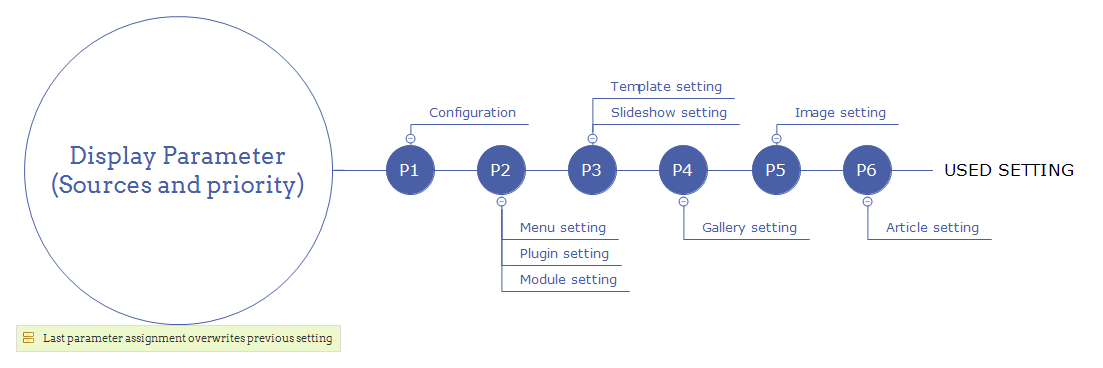 Display Parameter
(Sources and priority)
P1
Configuration
P2
Menu setting
Plugin setting
Module setting
P3
Template setting
Slideshow setting
P4
Gallery setting
P5
Image setting
P6
Article setting
USED SETTING
Last parameter assignment overwrites previous setting